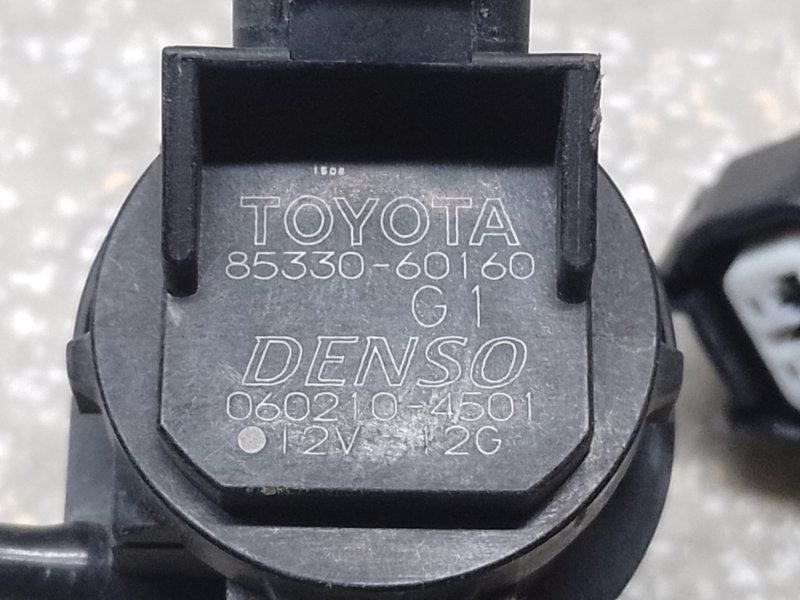 1508
TOYOTA
85330-60160
G1
DENSO
060210-4501
12V 12G